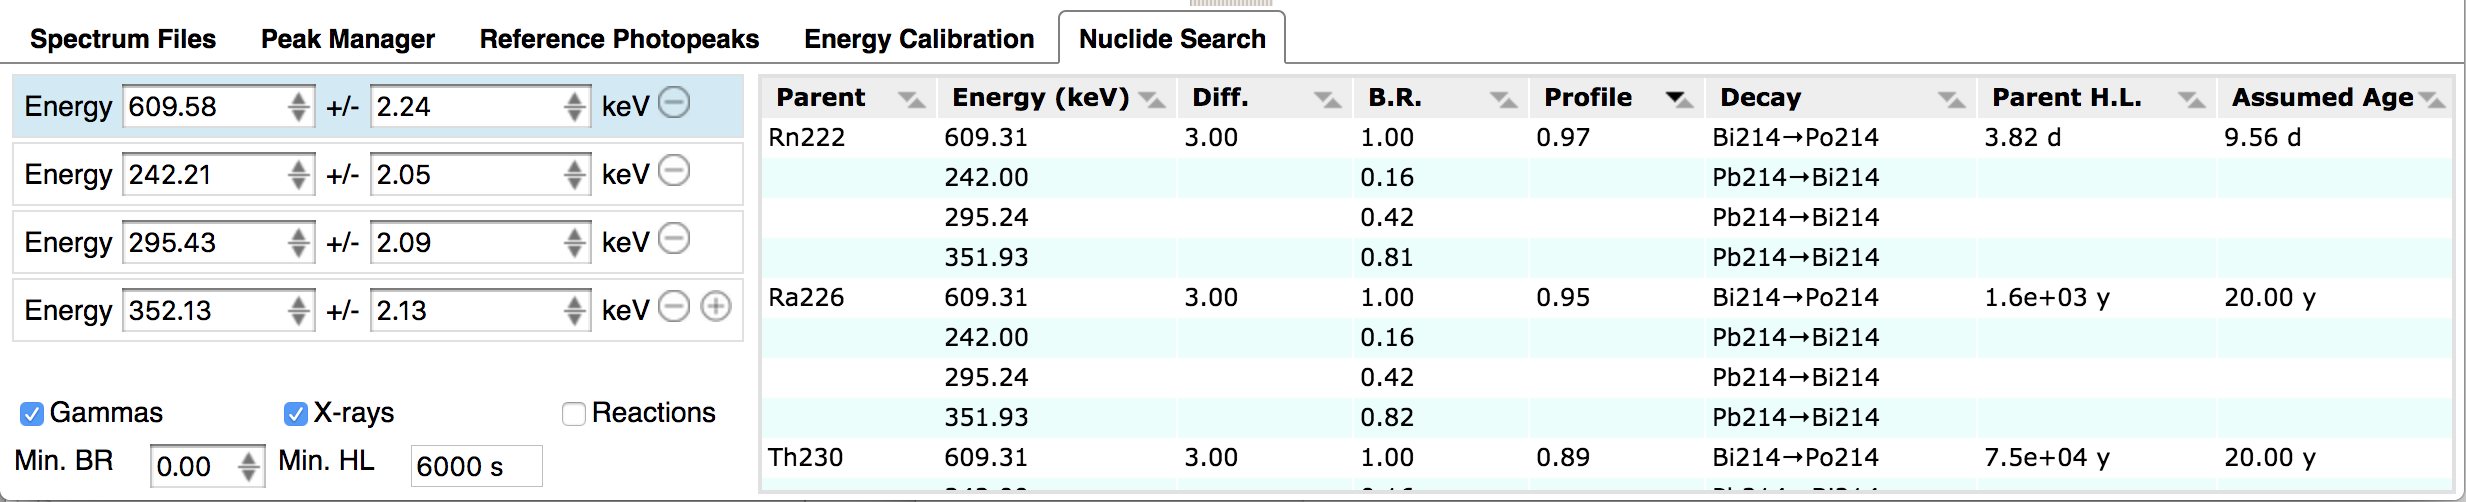 Spectrum Files Peak Manager Reference Photopeaks Energy Calibration Nuclide Search
Energy 609.58 +/- 2.24 keV
Energy 242.21 +/- 2.05 keV
Energy 295.43 +/- 2.09 keV
Energy 352.13 +/- 2.13 keV
Gammas X-rays Reactions
Min. BR 0.00 Min. HL 6000 s
Parent Energy (keV) Diff. B.R. Profile Decay Parent H.L. Assumed Age
Rn222 609.31 3.00 1.00 0.97 Bi214→Po214 3.82 d 9.56 d
242.00 0.16 Pb214→Bi214
295.24 0.42 Pb214→Bi214
351.93 0.81 Pb214→Bi214
Ra226 609.31 3.00 1.00 0.95 Bi214→Po214 1.6e+03 y 20.00 y
242.00 0.16 Pb214→Bi214
295.24 0.42 Pb214→Bi214
351.93 0.82 Pb214→Bi214
Th230 609.31 3.00 1.00 0.89 Bi214→Po214 7.5e+04 y 20.00 y